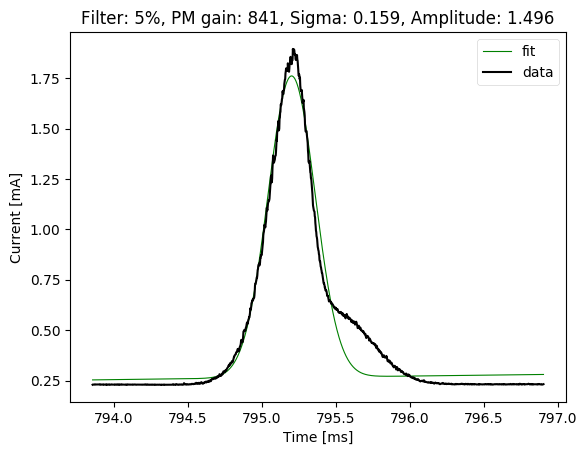 Filter: 5%, PM gain: 841, Sigma: 0.159, Amplitude: 1.496
fit
data
1.75
1.50
1.25
1.00
0.75
0.50
0.25
Current [mA]
794.0 794.5 795.0 795.5 796.0 796.5 797.0
Time [ms]